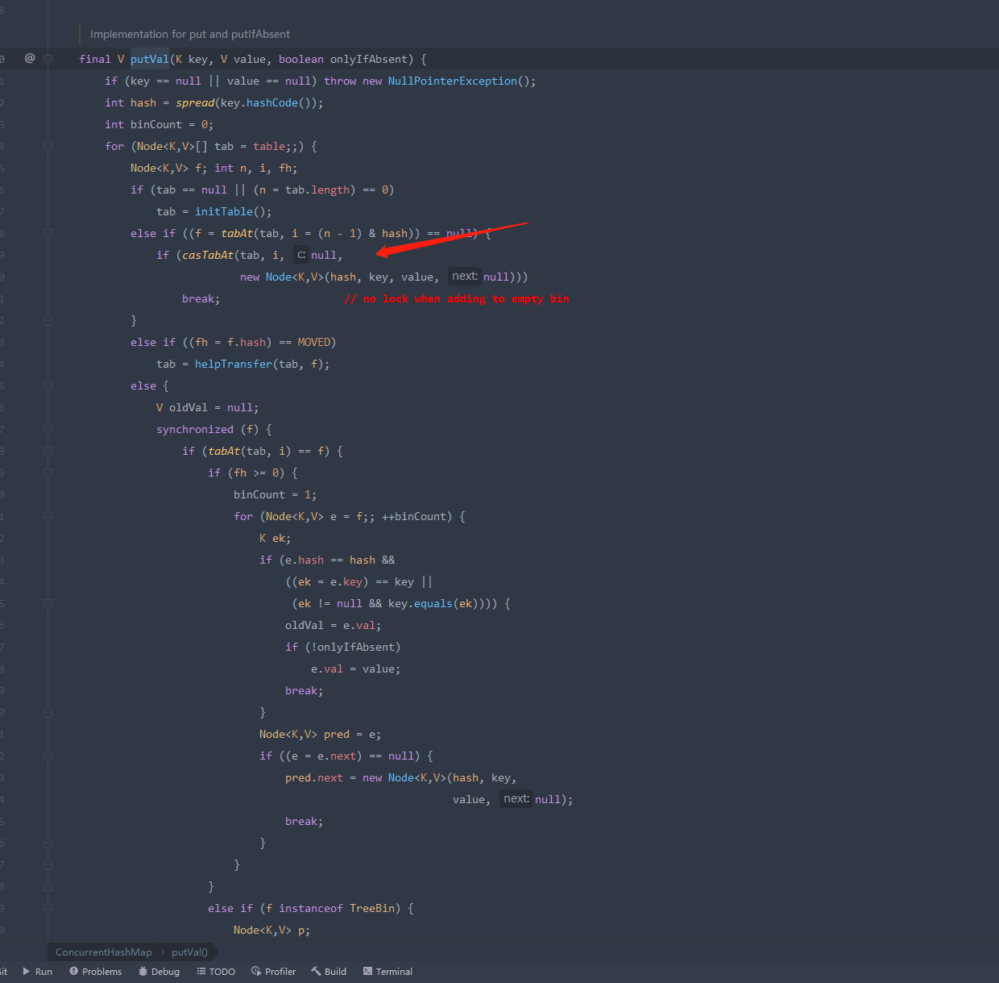 Implementation for put and putIfAbsent
@ final V putVal(K key, V value, boolean onlyIfAbsent) {
if (key == null || value == null) throw new NullPointerException();
int hash = spread(key.hashCode());
int binCount = 0;
for (Node<K,V>[] tab = table;;) {
Node<K,V> f; int n, i, fh;
if (tab == null || (n = tab.length) == 0)
tab = initTable();
else if ((f = tabAt(tab, i = (n - 1) & hash)) == null) {
if (casTabAt(tab, i, c: null,
new Node<K,V>(hash, key, value, next: null)))
break; // no lock when adding to empty bin
}
else if ((fh = f.hash) == MOVED)
tab = helpTransfer(tab, f);
else {
V oldVal = null;
synchronized (f) {
if (tabAt(tab, i) == f) {
if (fh >= 0) {
binCount = 1;
for (Node<K,V> e = f;; ++binCount) {
K ek;
if (e.hash == hash &&
((ek = e.key) == key ||
(ek != null && key.equals(ek)))) {
oldVal = e.val;
if (!onlyIfAbsent)
e.val = value;
break;
}
Node<K,V> pred = e;
if ((e = e.next) == null) {
pred.next = new Node<K,V>(hash, key,
value, next: null);
break;
}
}
}
else if (f instanceof TreeBin) {
Node<K,V> p;
ConcurrentHashMap › putVal()
Run Problems Debug TODO Profiler Build Terminal